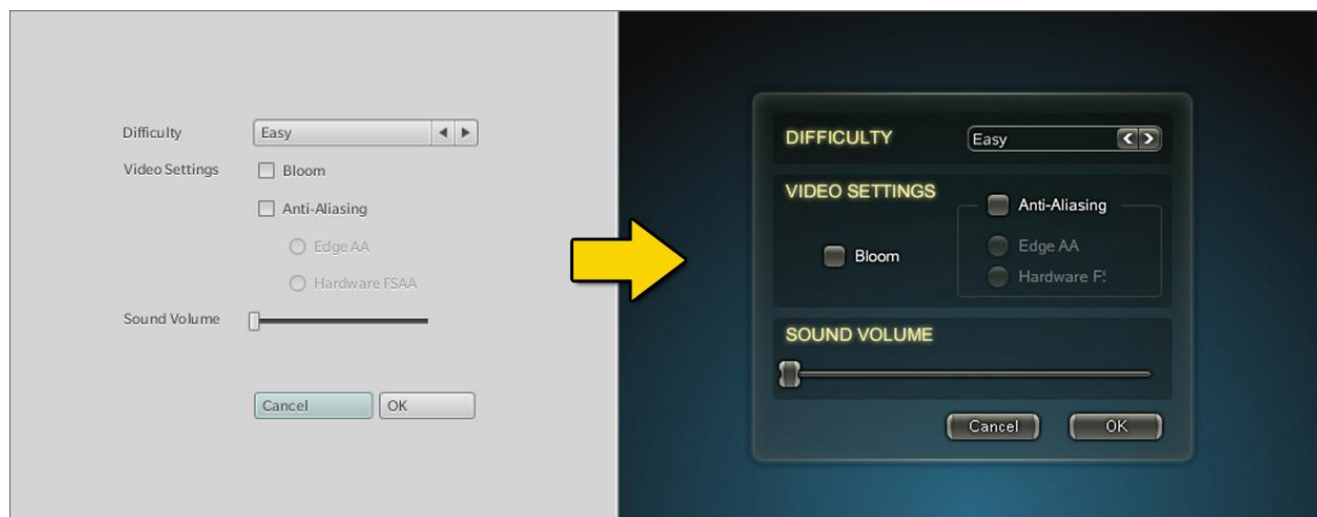 Difficulty
Easy
Video Settings
Bloom
Anti-Aliasing
Edge AA
Hardware FSAA
Sound Volume
Cancel
OK
DIFFICULTY
Easy
VIDEO SETTINGS
Anti-Aliasing
Bloom
Edge AA
Hardware F
SOUND VOLUME
Cancel
OK